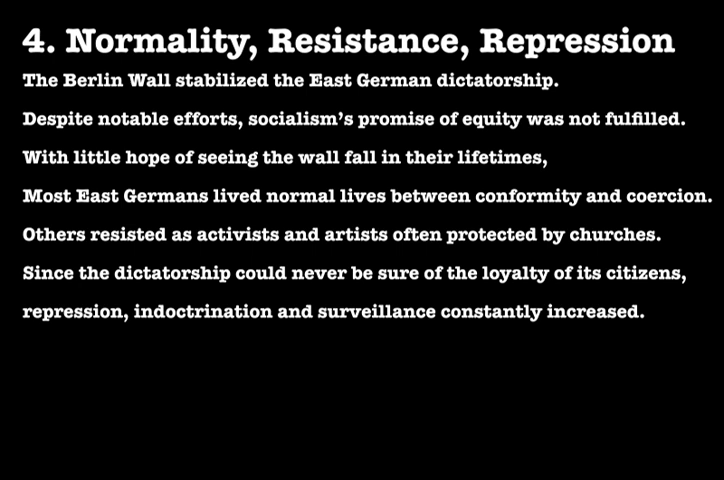 4. Normality, Resistance, Repression
The Berlin Wall stabilized the East German dictatorship.
Despite notable efforts, socialism’s promise of equity was not fulfilled.
With little hope of seeing the wall fall in their lifetimes,
Most East Germans lived normal lives between conformity and coercion.
Others resisted as activists and artists often protected by churches.
Since the dictatorship could never be sure of the loyalty of its citizens,
repression, indoctrination and surveillance constantly increased.